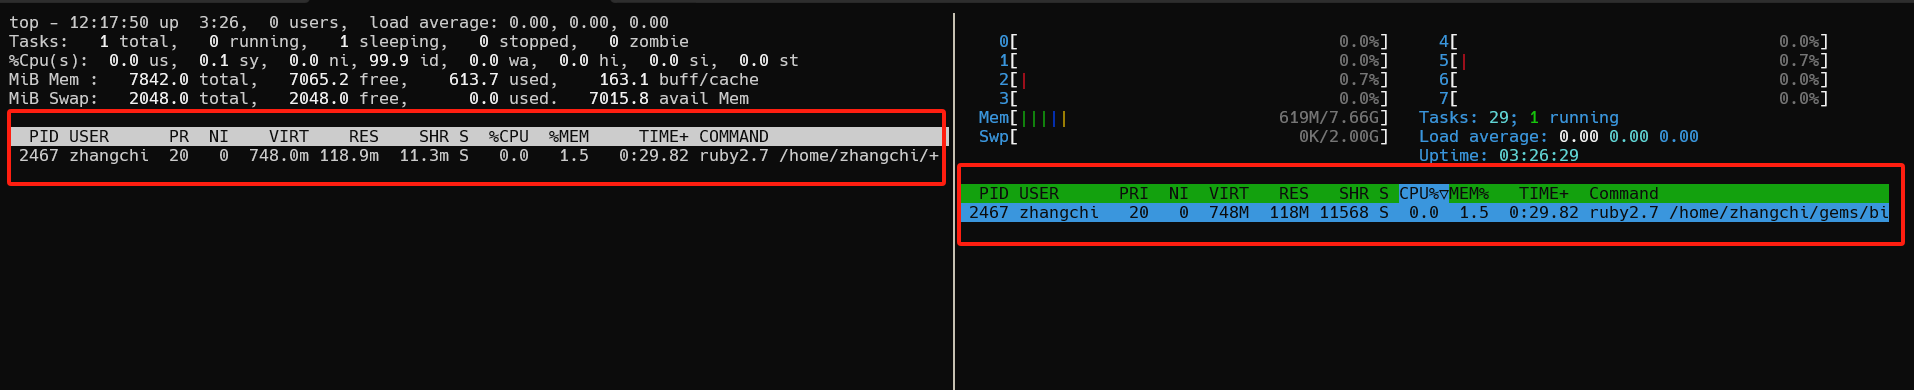 top - 12:17:50 up  3:26,  0 users,  load average: 0.00, 0.00, 0.00
Tasks:   1 total,   0 running,   1 sleeping,   0 stopped,   0 zombie
%Cpu(s):  0.0 us,  0.1 sy,  0.0 ni, 99.9 id,  0.0 wa,  0.0 hi,  0.0 si,  0.0 st
MiB Mem :   7842.0 total,   7065.2 free,    613.7 used,    163.1 buff/cache
MiB Swap:   2048.0 total,   2048.0 free,      0.0 used.   7015.8 avail Mem
PID USER      PR  NI    VIRT    RES    SHR S  %CPU  %MEM     TIME+ COMMAND
2467 zhangchi  20   0  748.0m 118.9m  11.3m S   0.0   1.5   0:29.82 ruby2.7 /home/zhangchi/+
0[ 0.0%] 4[ 0.0%]
1[ 0.0%] 5[| 0.7%]
2[| 0.7%] 6[ 0.0%]
3[ 0.0%] 7[ 0.0%]
Mem[||||| 619M/7.66G] Tasks: 29; 1 running
Swp[ 0K/2.00G] Load average: 0.00 0.00 0.00
Uptime: 03:26:29
PID USER      PRI  NI  VIRT   RES   SHR S CPU%▽MEM%   TIME+  Command
2467 zhangchi   20   0  748M  118M 11568 S  0.0  1.5  0:29.82 ruby2.7 /home/zhangchi/gems/bi